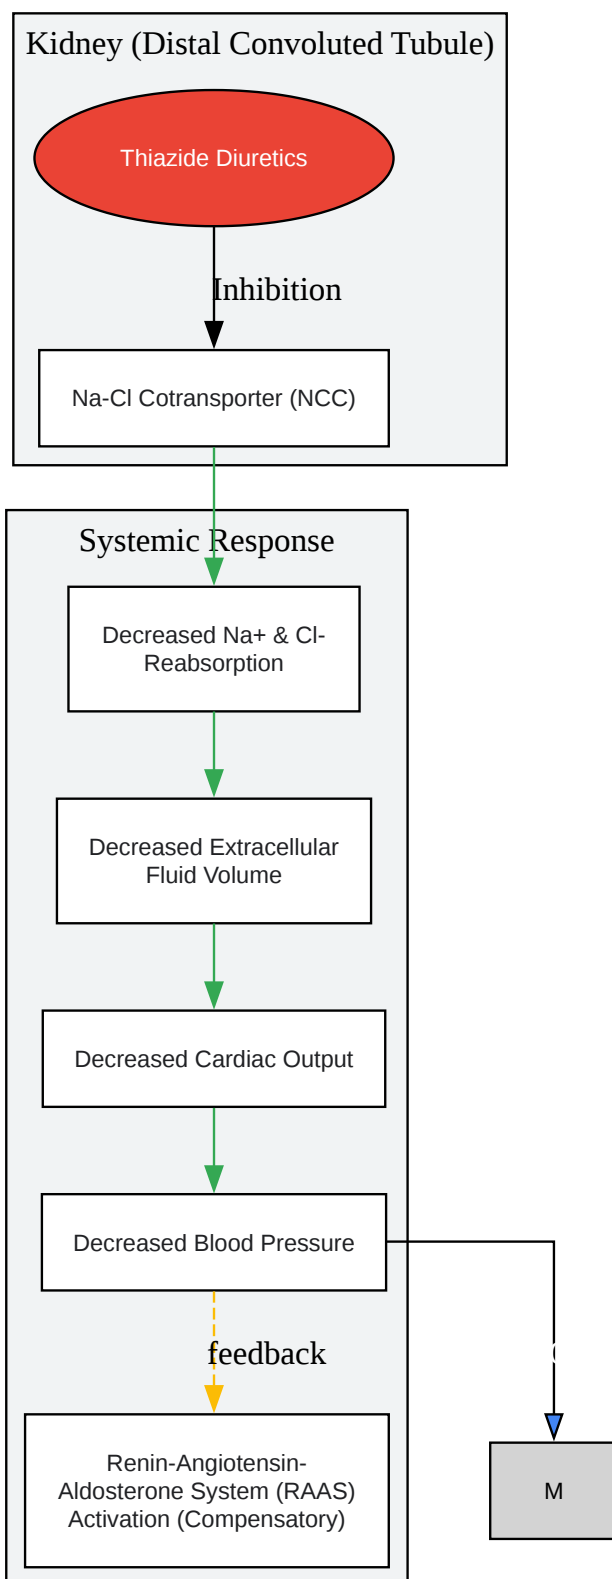 Kidney (Distal Convoluted Tubule)
Thiazide Diuretics
Inhibition
Na-Cl Cotransporter (NCC)
Systemic Response
Decreased Na+ & Cl-
Reabsorption
Decreased Extracellular
Fluid Volume
Decreased Cardiac Output
Decreased Blood Pressure
feedback
Renin-Angiotensin-
Aldosterone System (RAAS)
Activation (Compensatory)
M